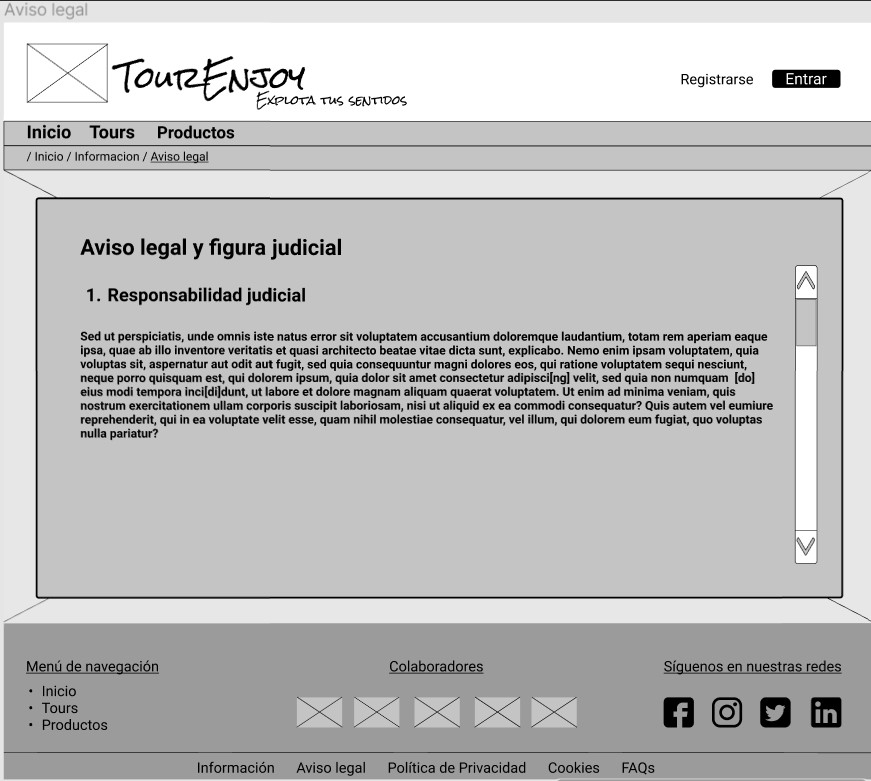 Aviso legal
TourEnjoy
Explota tus sentidos
Registrarse
Entrar
Inicio Tours Productos
/ Inicio / Informacion / Aviso legal
Aviso legal y figura judicial
1. Responsabilidad judicial
Sed ut perspiciatis, unde omnis iste natus error sit voluptatem accusantium doloremque laudantium, totam rem aperiam eaque
ipsa, quae ab illo inventore veritatis et quasi architecto beatae vitae dicta sunt, explicabo. Nemo enim ipsam voluptatem, quia
voluptas sit, aspernatur aut odit aut fugit, sed quia consequuntur magni dolores eos, qui ratione voluptatem sequi nesciunt,
neque porro quisquam est, qui dolorem ipsum, quia dolor sit amet consectetur adipisci[ng] velit, sed quia non numquam [do]
eius modi tempora inci[di]dunt, ut labore et dolore magnam aliquam quaerat voluptatem. Ut enim ad minima veniam, quis
nostrum exercitationem ullam corporis suscipit laboriosam, nisi ut aliquid ex ea commodi consequatur? Quis autem vel eumiure
reprehenderit, qui in ea voluptate velit esse, quam nihil molestiae consequatur, vel illum, qui dolorem eum fugiat, quo voluptas
nulla pariatur?
Menú de navegación
• Inicio
• Tours
• Productos
Colaboradores
Síguenos en nuestras redes
Información Aviso legal Política de Privacidad Cookies FAQs